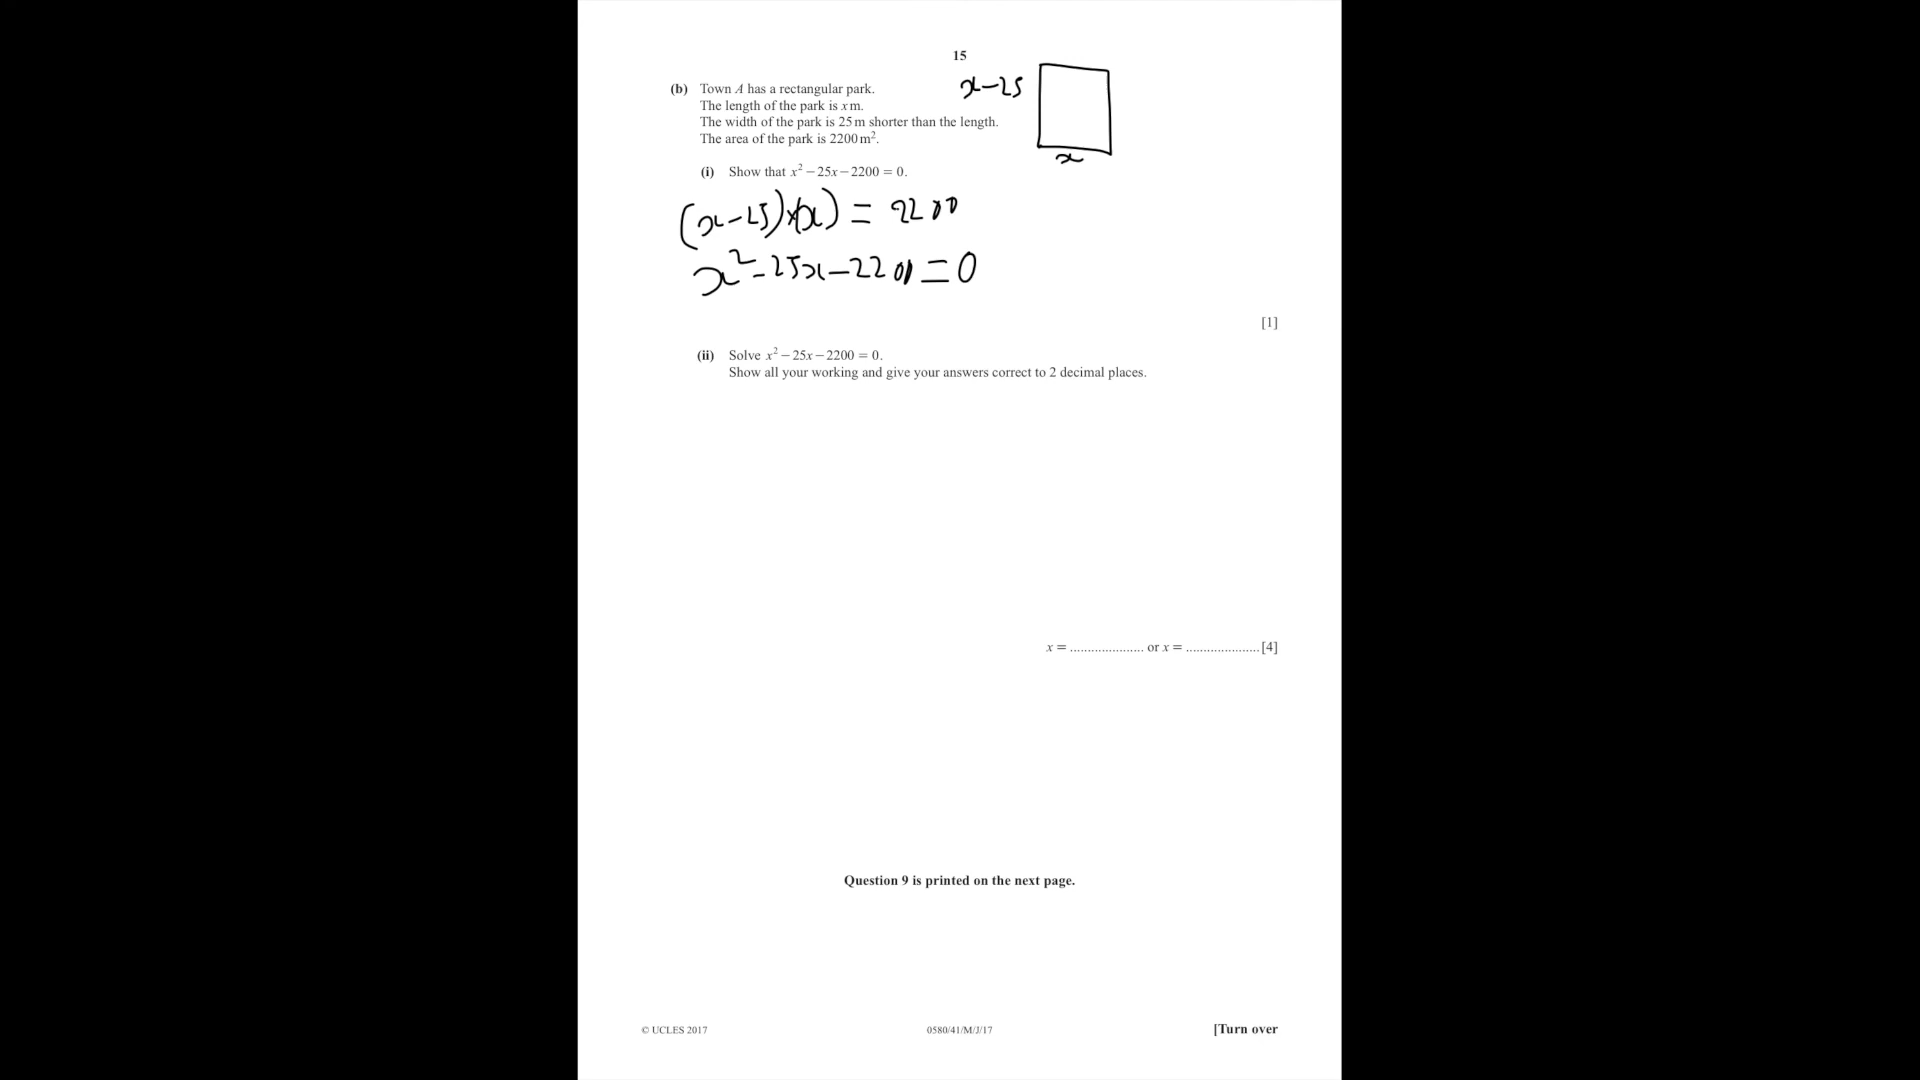 15
x-25
(b) Town A has a rectangular park.
The length of the park is x m.
The width of the park is 25 m shorter than the length.
The area of the park is 2200 m².
x
(i) Show that x² − 25x − 2200 = 0.
(x-25)×(x) = 2200
x²-25x-2200=0
[1]
(ii) Solve x² − 25x − 2200 = 0.
Show all your working and give your answers correct to 2 decimal places.
x = ..................... or x = ..................... [4]
Question 9 is printed on the next page.
© UCLES 2017 0580/41/M/J/17 [Turn over